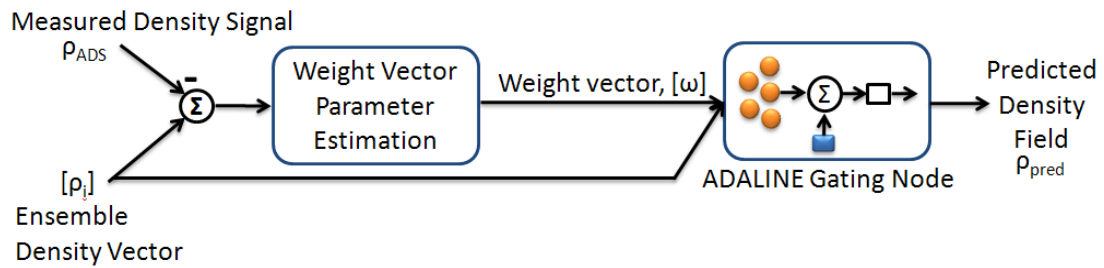 Measured Density Signal
ρADS
-
Σ
Weight Vector
Parameter
Estimation
Weight vector, [ω]
Σ
ADALINE Gating Node
Predicted
Density
Field
ρpred
[ρi]
Ensemble
Density Vector